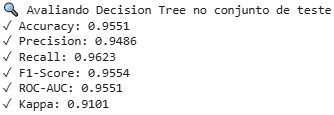 🔍 Avaliando Decision Tree no conjunto de teste
✓ Accuracy: 0.9551
✓ Precision: 0.9486
✓ Recall: 0.9623
✓ F1-Score: 0.9554
✓ ROC-AUC: 0.9551
✓ Kappa: 0.9101